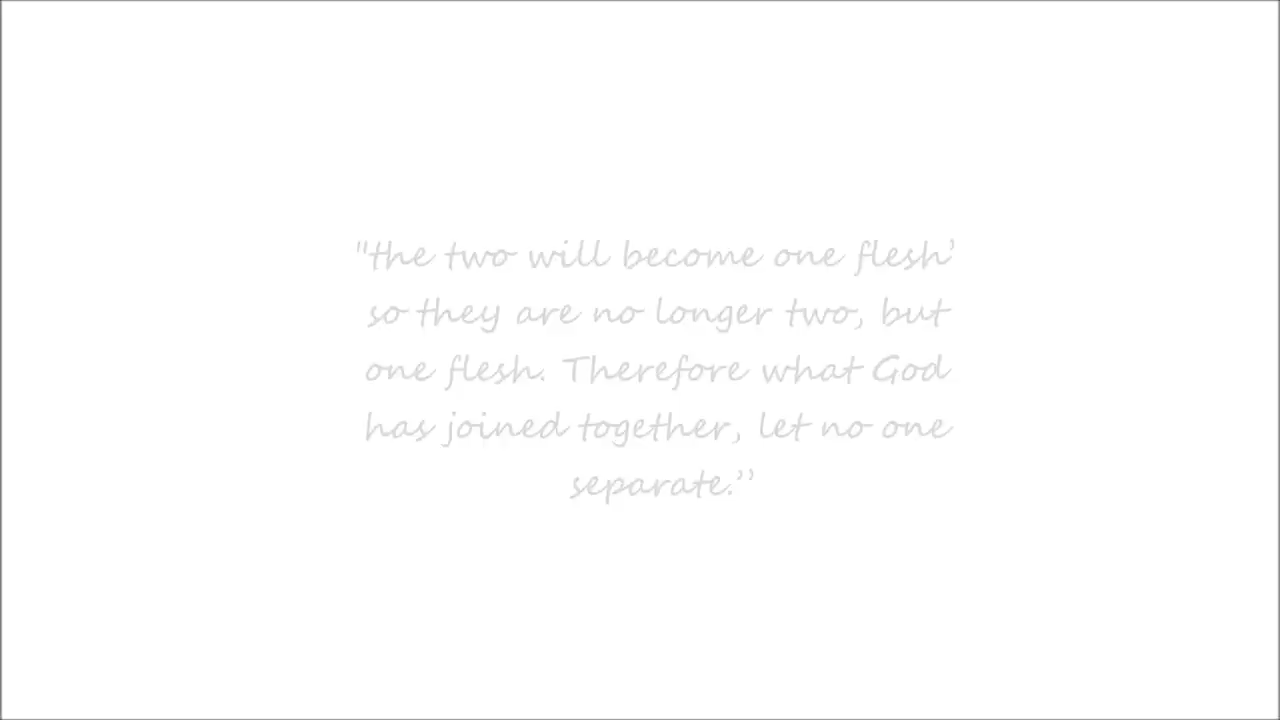 "the two will become one flesh’
so they are no longer two, but
one flesh. Therefore what God
has joined together, let no one
separate.’’